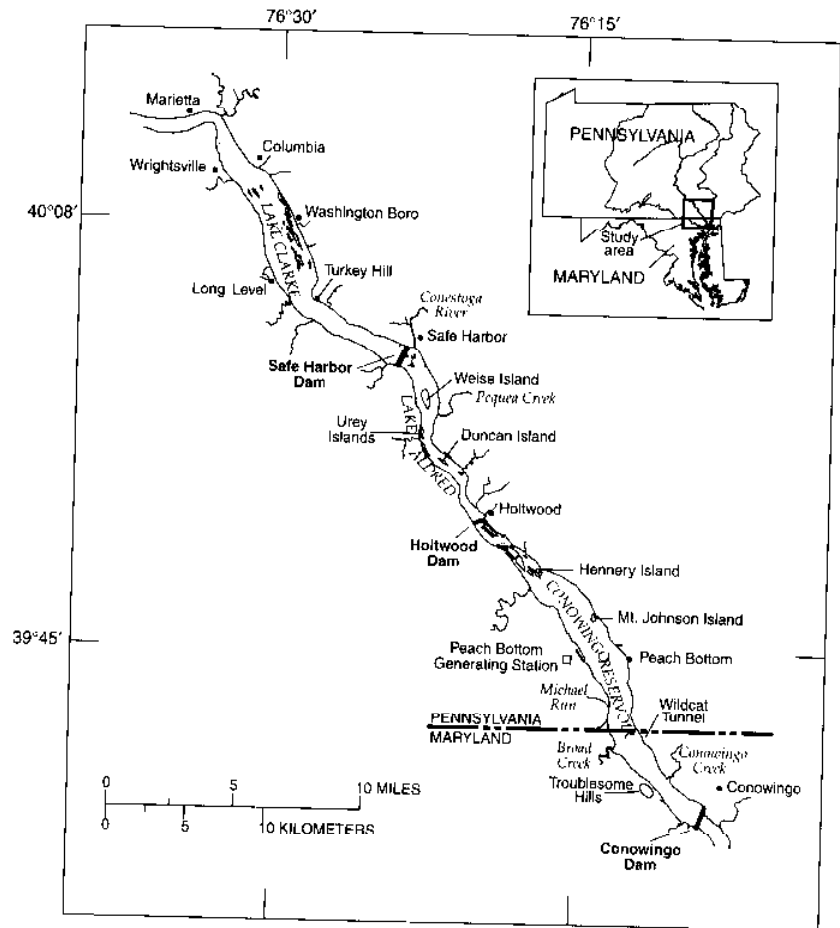 76°30′
76°15′
Marietta
Columbia
Wrightsville
PENNSYLVANIA
40°08′
LAKE CLARKE
Washington Boro
Study
area
MARYLAND
Long Level
Turkey Hill
Conestoga
River
Safe Harbor
Safe Harbor
Dam
Weise Island
Pequea Creek
Urey
Islands
LAKE ALDRED
Duncan Island
Holtwood
Holtwood
Dam
Hennery Island
CONOWINGO RESERVOIR
Mt. Johnson Island
39°45′
Peach Bottom
Generating Station
Peach Bottom
Michael
Run
Wildcat
Tunnel
PENNSYLVANIA
MARYLAND
Broad
Creek
Conowingo
Creek
Troublesome
Hills
Conowingo
0 5 10 MILES
0 5 10 KILOMETERS
Conowingo
Dam